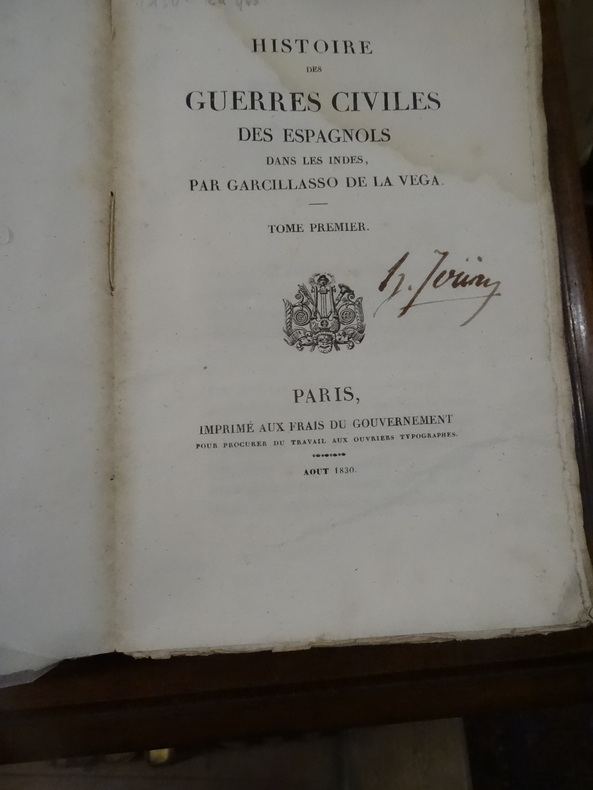 HISTOIRE
DES
GUERRES CIVILES
DES ESPAGNOLS
DANS LES INDES,
PAR GARCILLASSO DE LA VEGA.
TOME PREMIER.
PARIS,
IMPRIMÉ AUX FRAIS DU GOUVERNEMENT
POUR PROCURER DU TRAVAIL AUX OUVRIERS TYPOGRAPHES.
AOUT 1830.